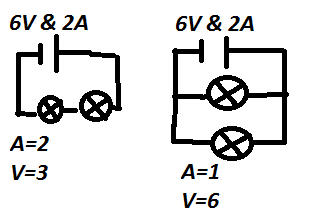 6V & 2A
A=2
V=3
6V & 2A
A=1
V=6